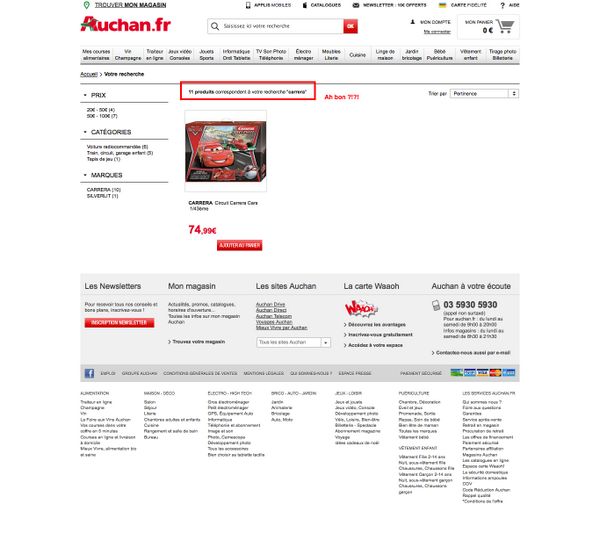 TROUVER MON MAGASIN
APPLIS MOBILES
CATALOGUES
NEWSLETTER : 10€ OFFERTS
CARTE FIDELITE
AIDE
Auchan.fr
Saisissez ici votre recherche
OK
MON COMPTE
Me connecter
MON PANIER
0 €
Mes courses alimentaires
Vin Champagne
Traiteur en ligne
Jeux vidéo Consoles
Jouets Sports
Informatique Ordi Tablette
TV Son Photo Téléphonie
Électro ménager
Meubles Literie
Cuisine
Linge de maison
Jardin bricolage
Bébé Puériculture
Vêtement enfant
Tirage photo Billetterie
Accueil > Votre recherche
PRIX
20€ - 50€ (4)
50€ - 100€ (7)
CATÉGORIES
Voiture radiocommandée (6)
Train, circuit, garage enfant (5)
Tapis de jeu (1)
MARQUES
CARRERA (10)
SILVERLIT (1)
11 produits correspondent à votre recherche "carrera"
Ah bon ?!?!
Trier par
Pertinence
CARRERA Circuit Carrera Cars
1/43ème
74,99€
AJOUTER AU PANIER
Les Newsletters
Pour recevoir tous nos conseils et
bons plans, inscrivez-vous !
INSCRIPTION NEWSLETTER
Mon magasin
Actualités, promos, catalogues,
horaires d'ouverture...
Toutes les infos sur mon magasin
Auchan
Trouvez votre magasin
Les sites Auchan
Auchan Drive
Auchan Direct
Auchan Telecom
Voyages Auchan
Mieux Vivre par Auchan
Tous les sites Auchan
La carte Waaoh
WAAOH
Découvrez les avantages
Inscrivez-vous gratuitement
Accédez à votre espace
Auchan à votre écoute
03 5930 5930
(appel non surtaxé)
Pour auchan.fr : du lundi au
samedi de 8h00 à 20h00
Infos magasins : du lundi au
samedi de 8h30 à 21h30
Contactez-nous aussi par e-mail
EMPLOI
GROUPE AUCHAN
CONDITIONS GÉNÉRALES DE VENTES
MENTIONS LÉGALES
QUI SOMMES-NOUS ?
ESPACE PRESSE
PAIEMENT SÉCURISÉ
ALIMENTATION
Traiteur en ligne
Champagne
Vin
La Foire aux Vins Auchan
Vos courses dans votre
coffre en 5 minutes
Courses en ligne et livraison
à domicile
Mieux Vivre, alimentation bio
et saine
MAISON - DÉCO
Salon
Séjour
Literie
Chambres adultes et enfants
Cuisine
Rangement et salle de bain
Bureau
ELECTRO - HIGH TECH
Gros électroménager
Petit électroménager
GPS, Équipement Auto
Informatique
Téléphonie et abonnement
Image et son
Photo, Caméscope
Développement photo
Tous les accessoires
Bien choisir sa tablette tactile
BRICO - AUTO - JARDIN
Jardin
Animalerie
Bricolage
Auto, Moto
JEUX - LOISIR
Jeux et jouets
Jeux vidéo, Console
Développement photo
Vélo, Loisirs, Bien-être
Billetterie - Spectacle
Abonnement magazine
Voyage
Idées cadeaux de noël
PUÉRICULTURE
Chambre, Décoration
Eveil et jeux
Promenade, Sortie
Repas, Soin de bébé
Bien être de maman
Toutes les marques
Vêtement bébé
VÊTEMENT ENFANT
Vêtement Fille 2-14 ans
Nuit, sous-vêtement fille
Chaussures, Chaussons fille
Vêtement Garçon 2-14 ans
Nuit, sous-vêtement garçon
Chaussures, Chaussons
garçon
LES SERVICES AUCHAN.FR
Qui sommes nous ?
Foire aux questions
Garanties
Livraison
Service après vente
Retrait en magasin
Procuration de retrait
Les offres de financement
Paiement sécurisé
Partenaires affiliation
Magasins Auchan
Les catalogues en ligne
Espace carte Waaoh!
La sécurité domestique
Informations ampoules
CGV
Code Réduction Auchan
Rappel qualité
*Conditions de l'offre